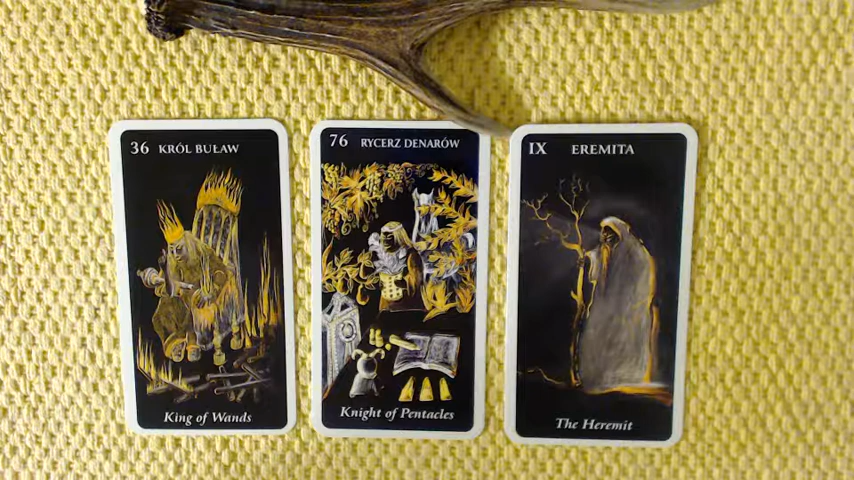 36 KRÓL BUŁAW
King of Wands
76 RYCERZ DENARÓW
Knight of Pentacles
IX EREMITA
The Heremit